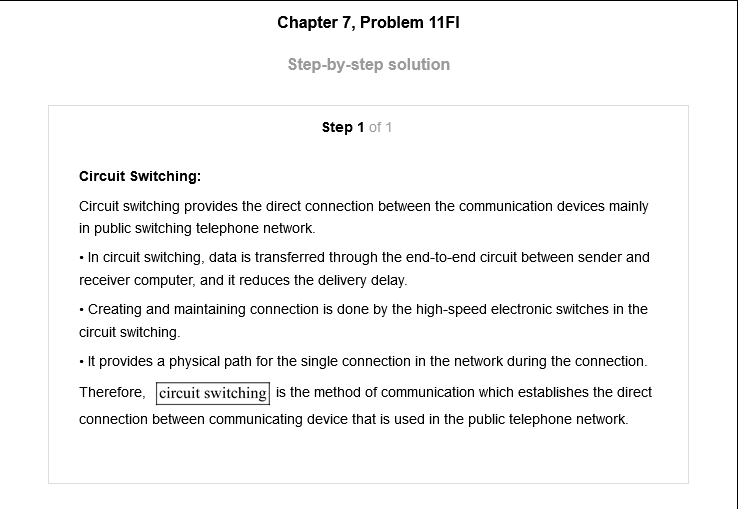 Chapter 7, Problem 11FI
Step-by-step solution
Step 1 of 1
Circuit Switching:
Circuit switching provides the direct connection between the communication devices mainly
in public switching telephone network.
• In circuit switching, data is transferred through the end-to-end circuit between sender and
receiver computer, and it reduces the delivery delay.
• Creating and maintaining connection is done by the high-speed electronic switches in the
circuit switching.
• It provides a physical path for the single connection in the network during the connection.
Therefore, circuit switching is the method of communication which establishes the direct
connection between communicating device that is used in the public telephone network.